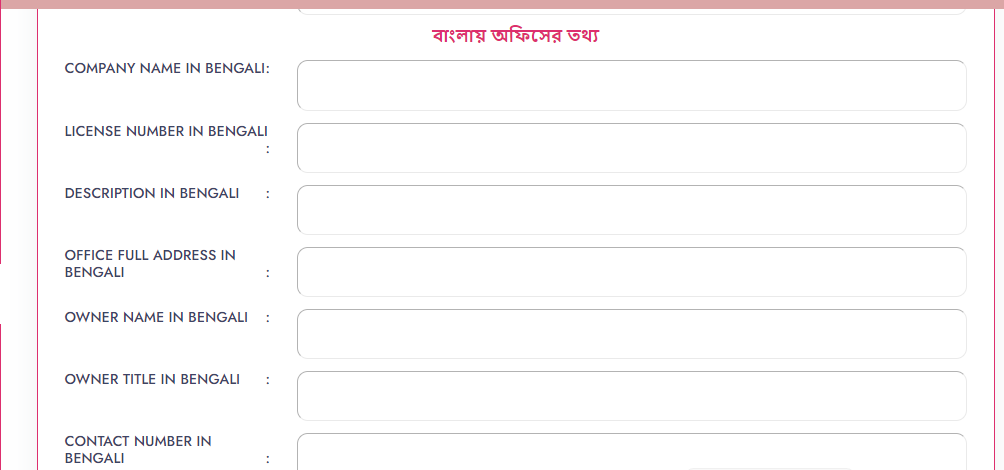 বাংলায় অফিসের তথ্য
COMPANY NAME IN BENGALI:
LICENSE NUMBER IN BENGALI
:
DESCRIPTION IN BENGALI :
OFFICE FULL ADDRESS IN
BENGALI :
OWNER NAME IN BENGALI :
OWNER TITLE IN BENGALI :
CONTACT NUMBER IN
BENGALI :